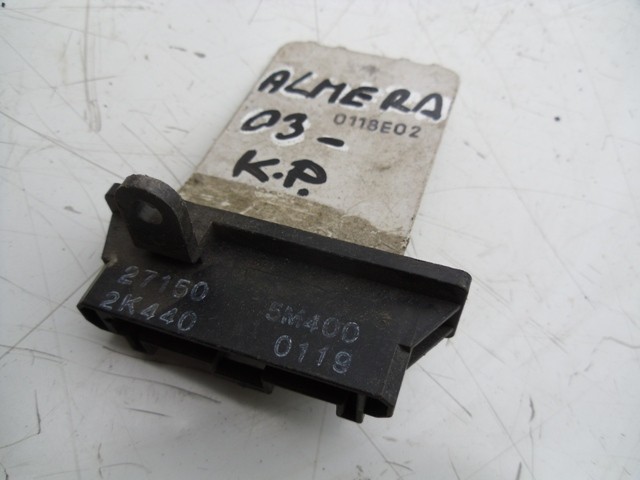 ALMERA
0118E02
03-
K.P.
27150 5M400
2K440 0119